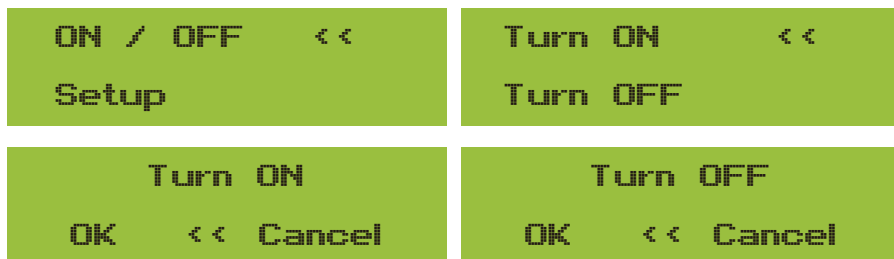 ON / OFF <<
Setup
Turn ON <<
Turn OFF
Turn ON
OK << Cancel
Turn OFF
OK << Cancel